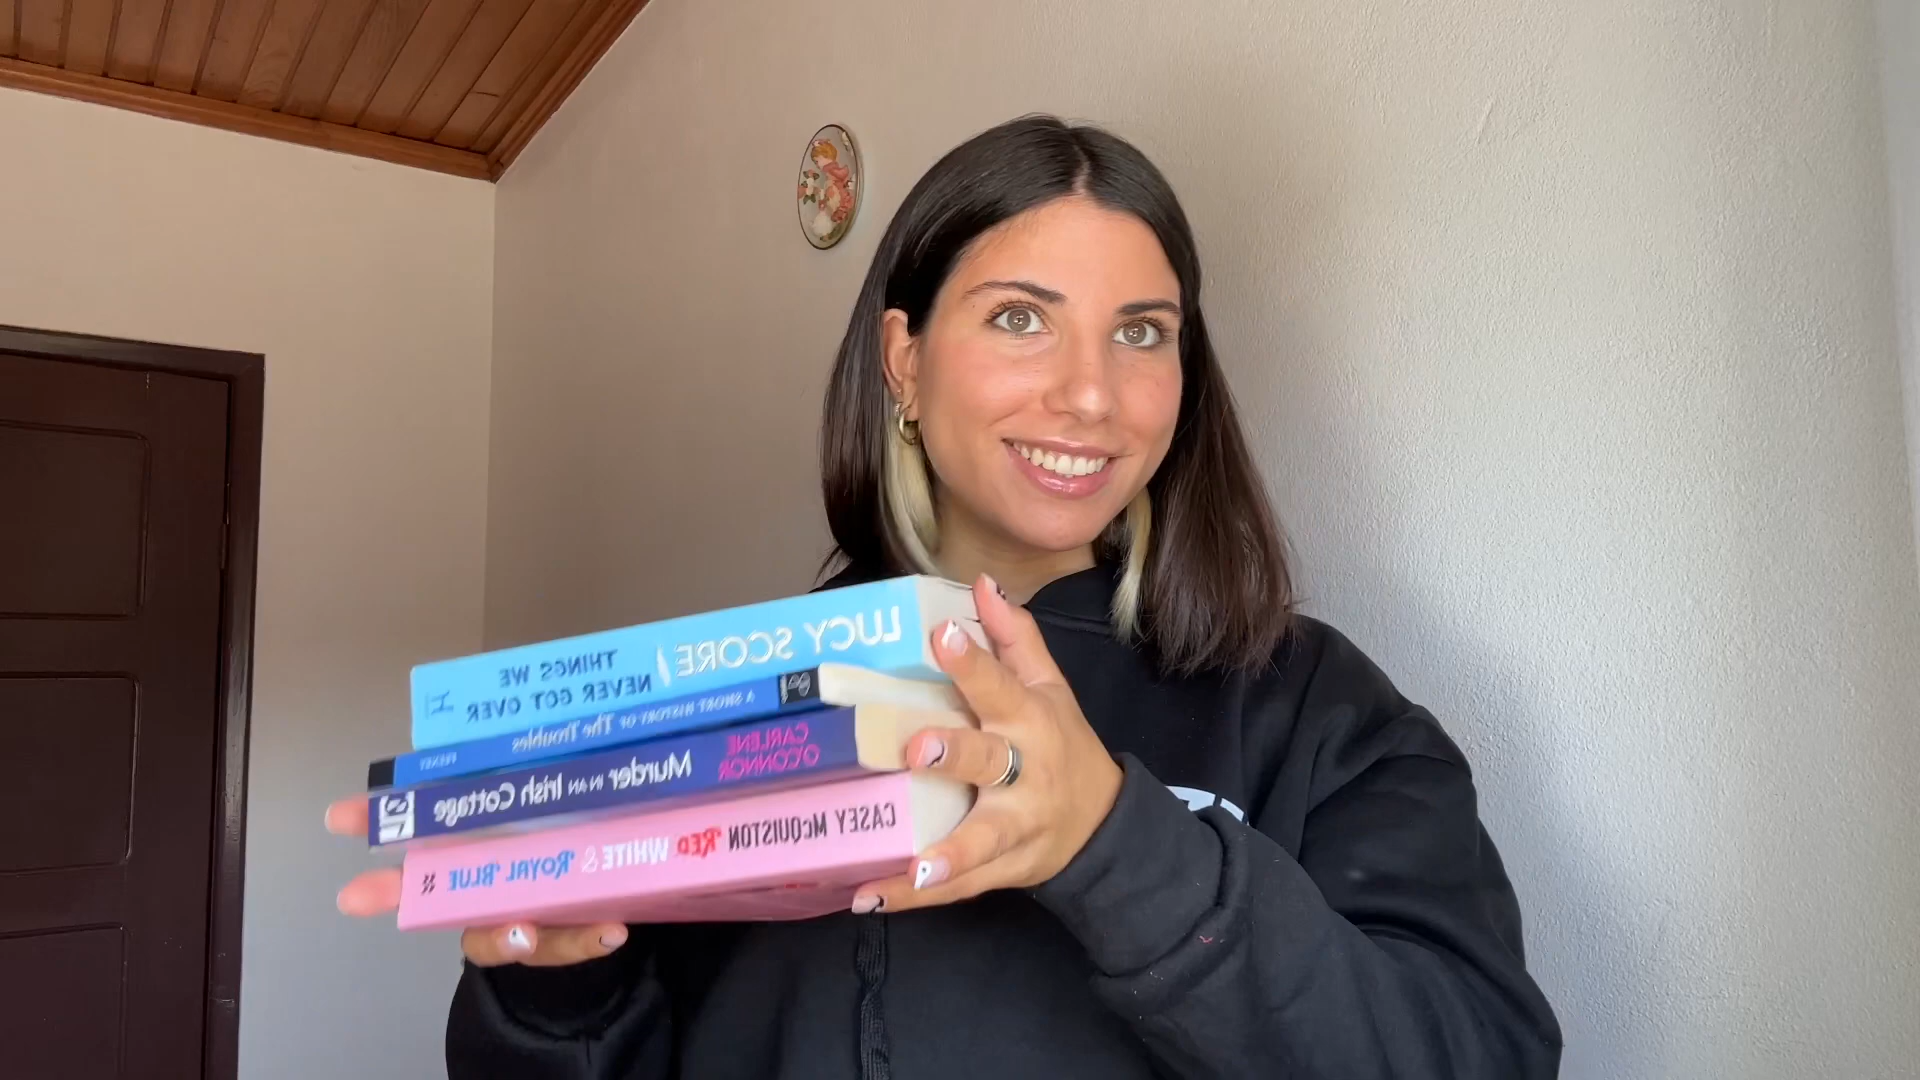 LUCY SCORE / THINGS WE
NEVER GOT OVER
A SHORT HISTORY OF The Troubles FEENEY
CARLENE
O'CONNOR
Murder IN AN Irish Cottage
CASEY McQUISTON RED WHITE & ROYAL BLUE